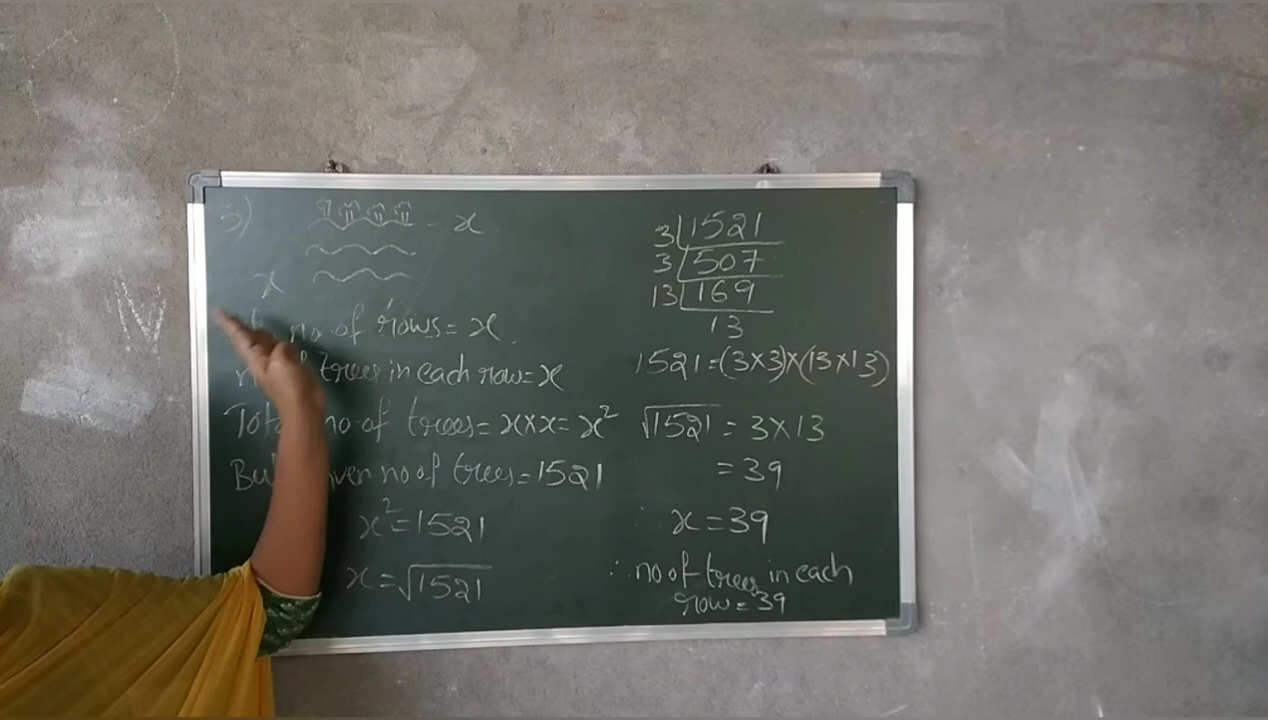 5)
- x
x
no of rows = x
trees in each row = x
Total no of trees = x×x = x²
But given no of trees = 1521
x² = 1521
x = √1521
3 | 1521
3 | 507
13 | 169
13
1521 = (3×3)×(13×13)
√1521 = 3×13
= 39
∴ x = 39
∴ no of trees in each
row = 39